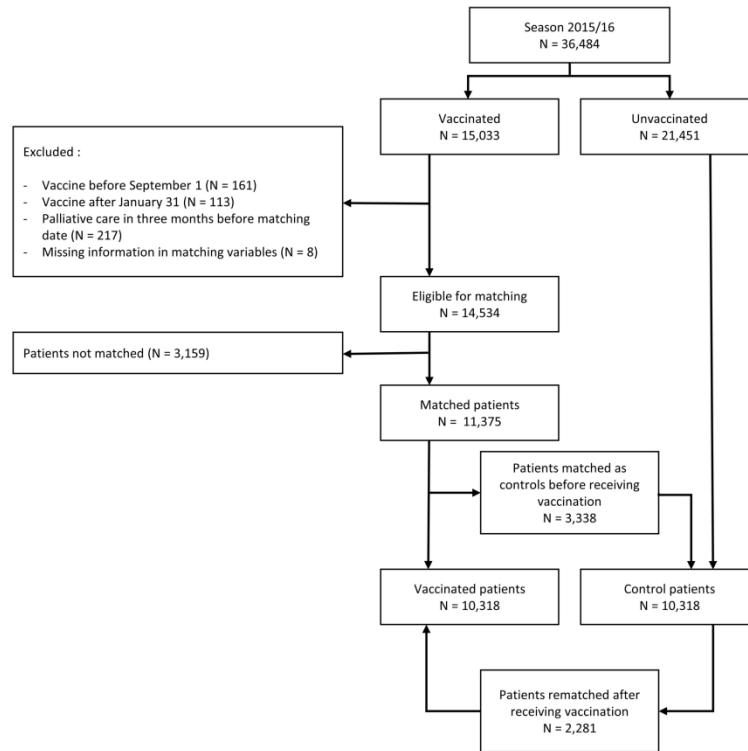 Season 2015/16
N = 36,484
Vaccinated
N = 15,033
Unvaccinated
N = 21,451
Excluded :
- Vaccine before September 1 (N = 161)
- Vaccine after January 31 (N = 113)
- Palliative care in three months before matching
date (N = 217)
- Missing information in matching variables (N = 8)
Eligible for matching
N = 14,534
Patients not matched (N = 3,159)
Matched patients
N = 11,375
Patients matched as
controls before receiving
vaccination
N = 3,338
Vaccinated patients
N = 10,318
Control patients
N = 10,318
Patients rematched after
receiving vaccination
N = 2,281